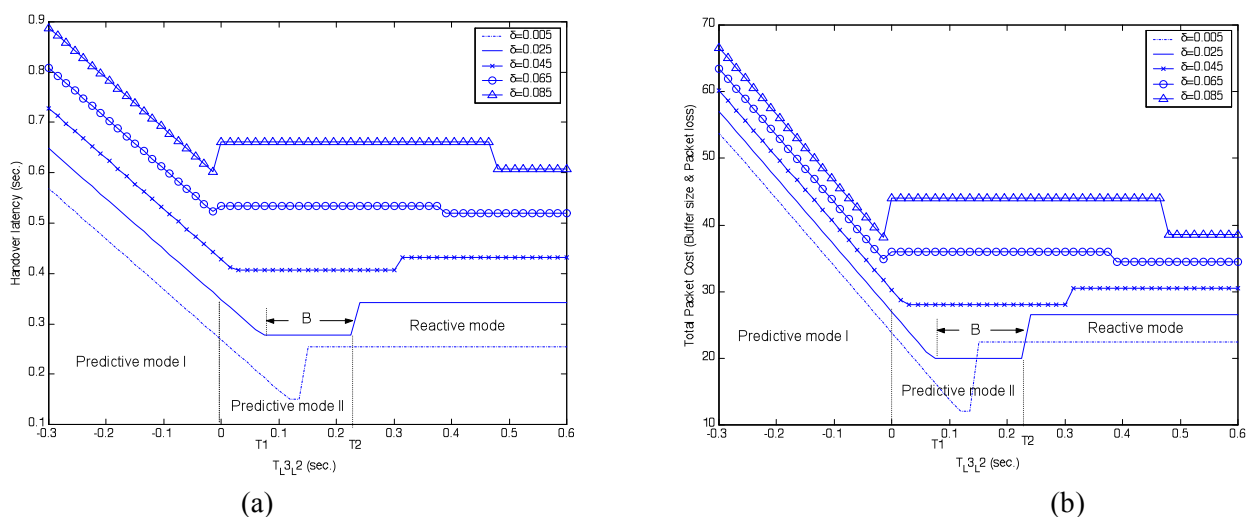 0.9
0.8
0.7
0.6
0.5
0.4
0.3
0.2
0.1
Handover latency (sec.)
δ=0.005
δ=0.025
δ=0.045
δ=0.065
δ=0.085
B
Reactive mode
Predictive mode I
Predictive mode II
-0.3 -0.2 -0.1 0 0.1 0.2 0.3 0.4 0.5 0.6
T1 T2
T_L3_L2 (sec.)
(a)
70
60
50
40
30
20
10
Total Packet Cost (Buffer size & Packet loss)
δ=0.005
δ=0.025
δ=0.045
δ=0.065
δ=0.085
B
Reactive mode
Predictive mode I
Predictive mode II
-0.3 -0.2 -0.1 0 0.1 0.2 0.3 0.4 0.5 0.6
T1 T2
T_L3_L2 (sec.)
(b)